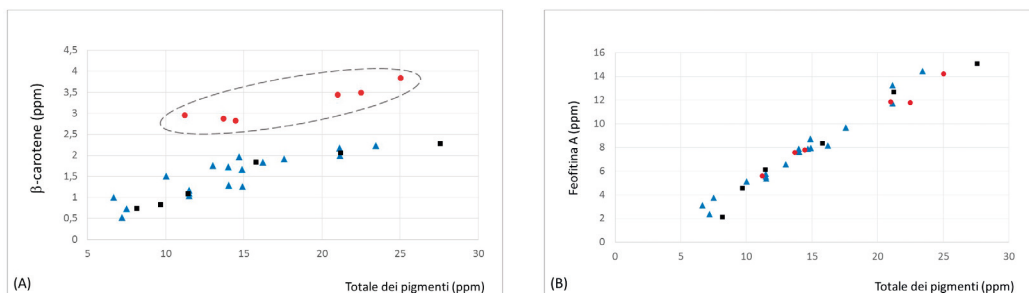 4,5
4
3,5
3
2,5
2
1,5
1
0,5
0
5 10 15 20 25 30
β-carotene (ppm)
(A)
Totale dei pigmenti (ppm)
16
14
12
10
8
6
4
2
0
0 5 10 15 20 25 30
Feofitina A (ppm)
(B)
Totale dei pigmenti (ppm)